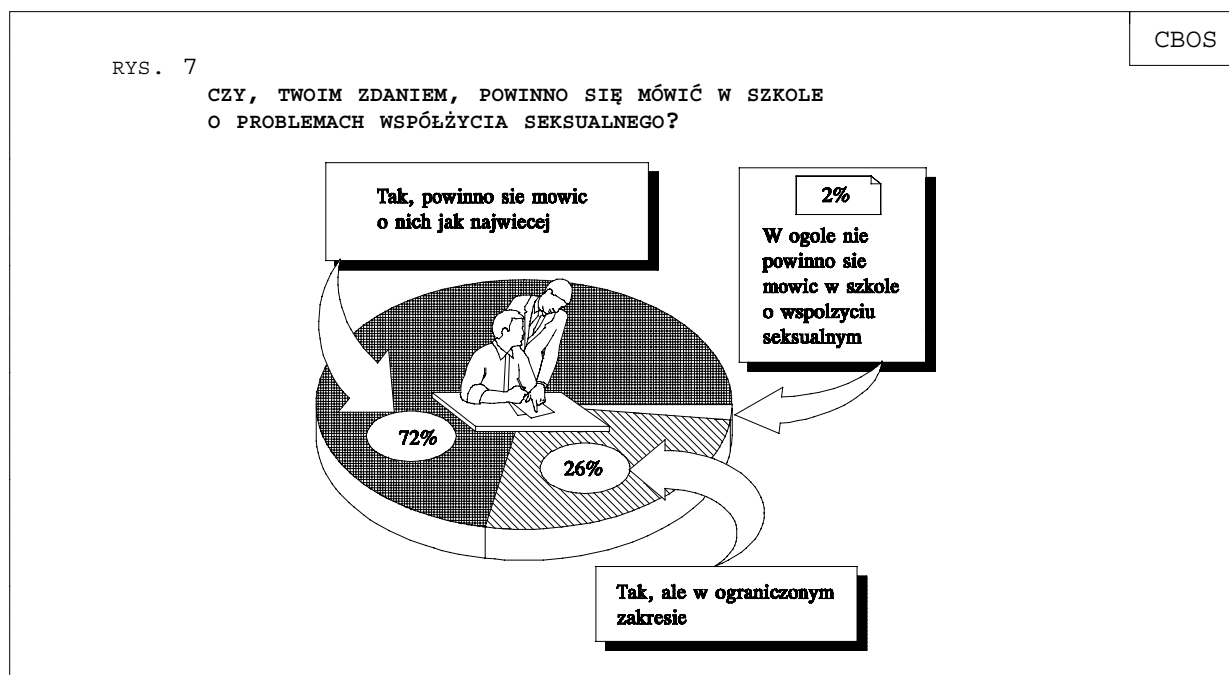 CBOS
RYS. 7
CZY, TWOIM ZDANIEM, POWINNO SIĘ MÓWIĆ W SZKOLE
O PROBLEMACH WSPÓŁŻYCIA SEKSUALNEGO?
Tak, powinno sie mowic
o nich jak najwiecej
2%
W ogole nie
powinno sie
mowic w szkole
o wspolzyciu
seksualnym
72%
26%
Tak, ale w ograniczonym
zakresie